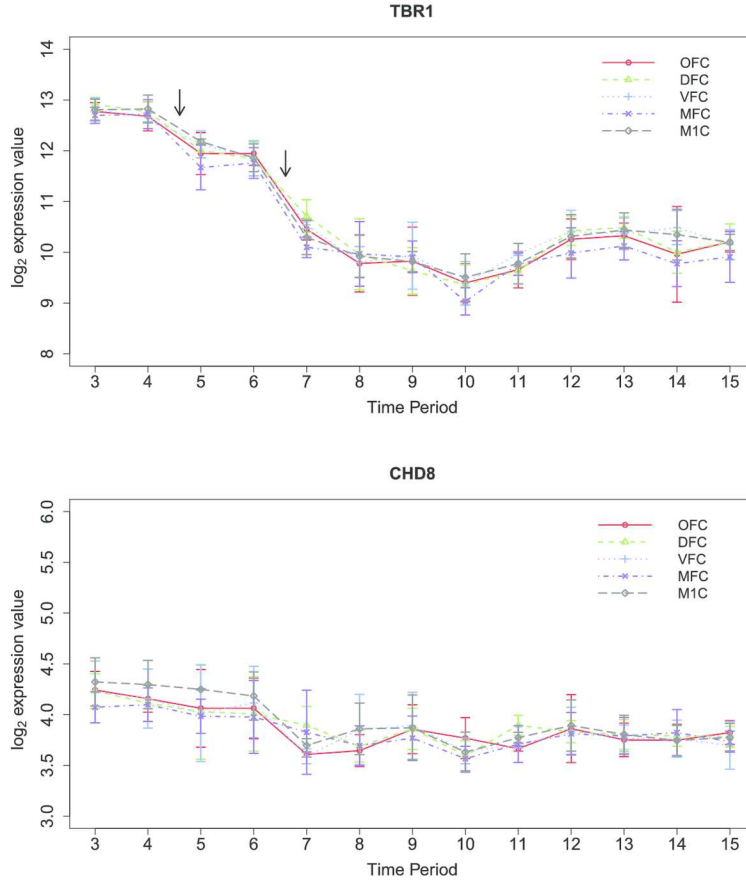 TBR1
14
13
12
11
10
9
8
log2 expression value
OFC
DFC
VFC
MFC
M1C
3 4 5 6 7 8 9 10 11 12 13 14 15
Time Period
CHD8
6.0
5.5
5.0
4.5
4.0
3.5
3.0
log2 expression value
OFC
DFC
VFC
MFC
M1C
3 4 5 6 7 8 9 10 11 12 13 14 15
Time Period